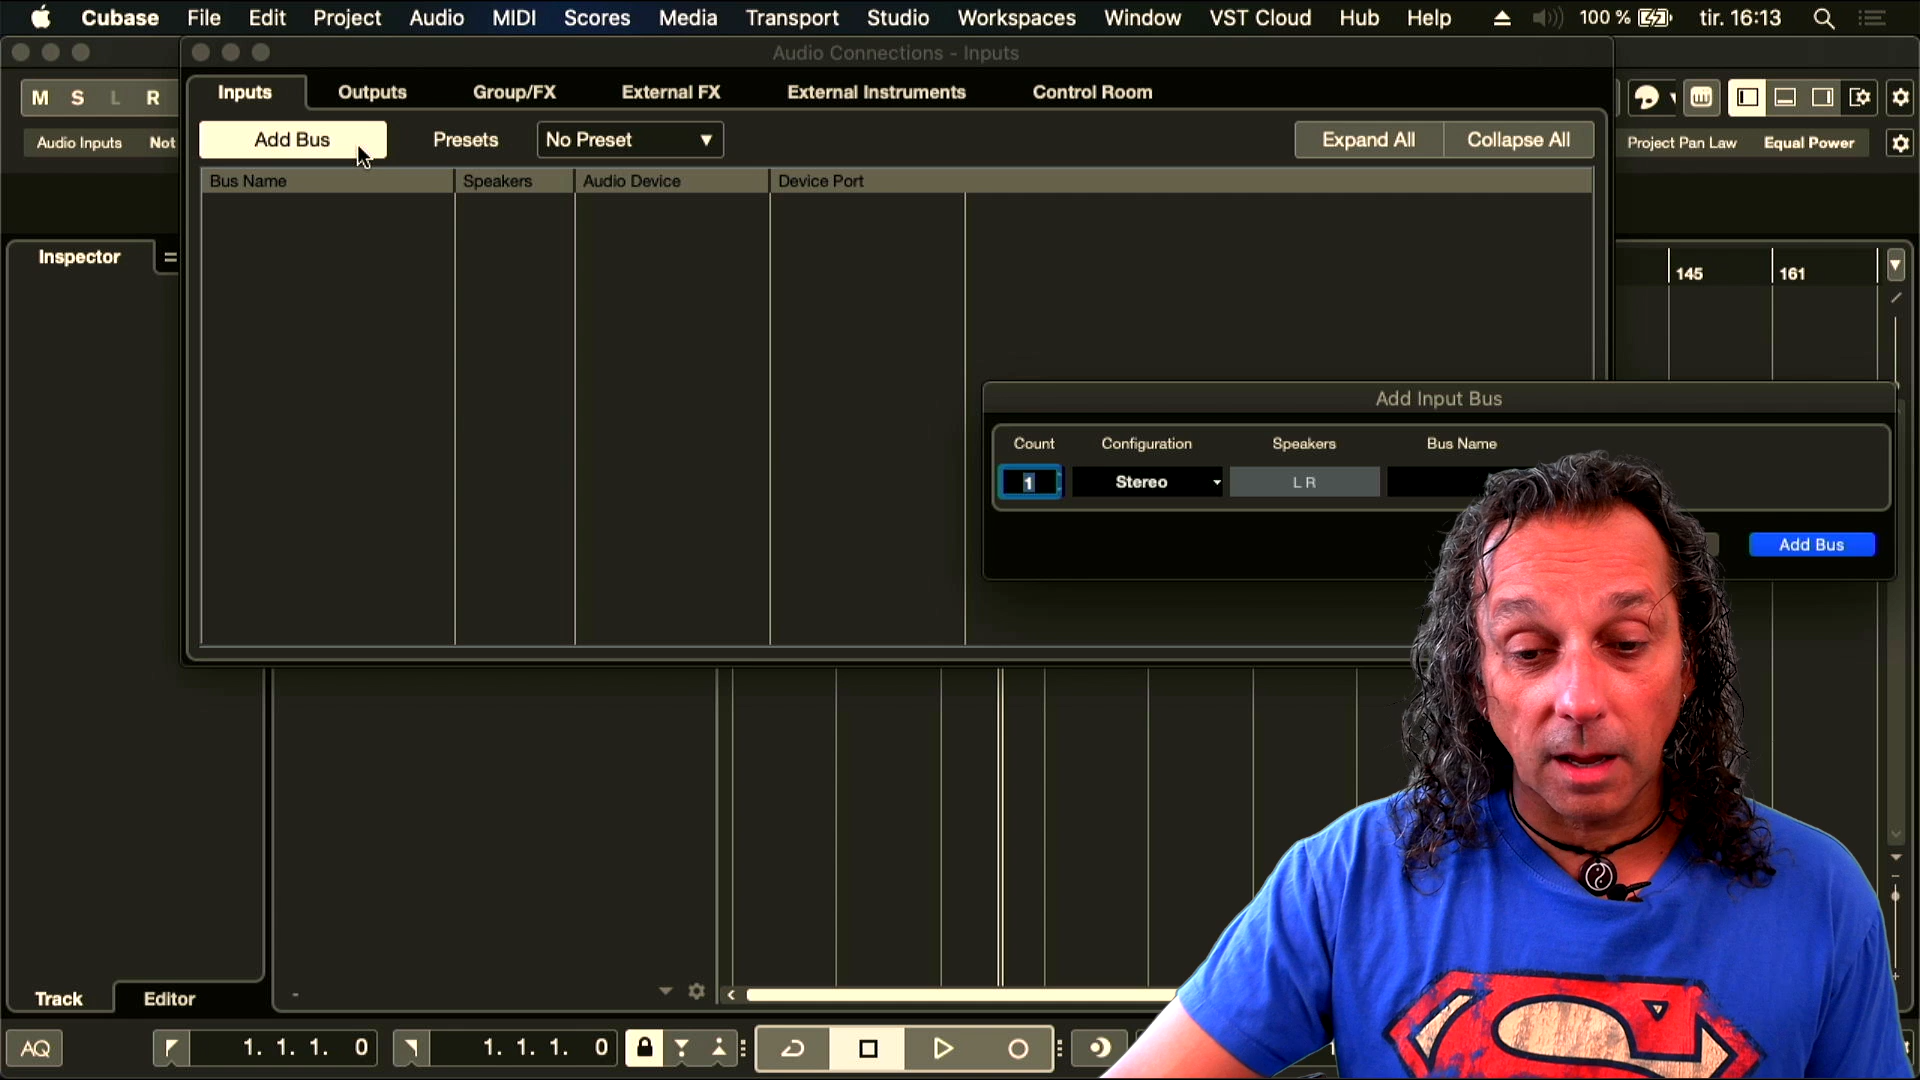 Cubase File Edit Project Audio MIDI Scores Media Transport Studio Workspaces Window VST Cloud Hub Help 100 % tir. 16:13
Audio Connections - Inputs
M S L R
Inputs Outputs Group/FX External FX External Instruments Control Room
Audio Inputs Not
Add Bus Presets No Preset Expand All Collapse All
Project Pan Law Equal Power
Bus Name Speakers Audio Device Device Port
Inspector
145 161
Add Input Bus
Count Configuration Speakers Bus Name
1 Stereo L R
Add Bus
Track Editor
-
AQ 1. 1. 1. 0 1. 1. 1. 0